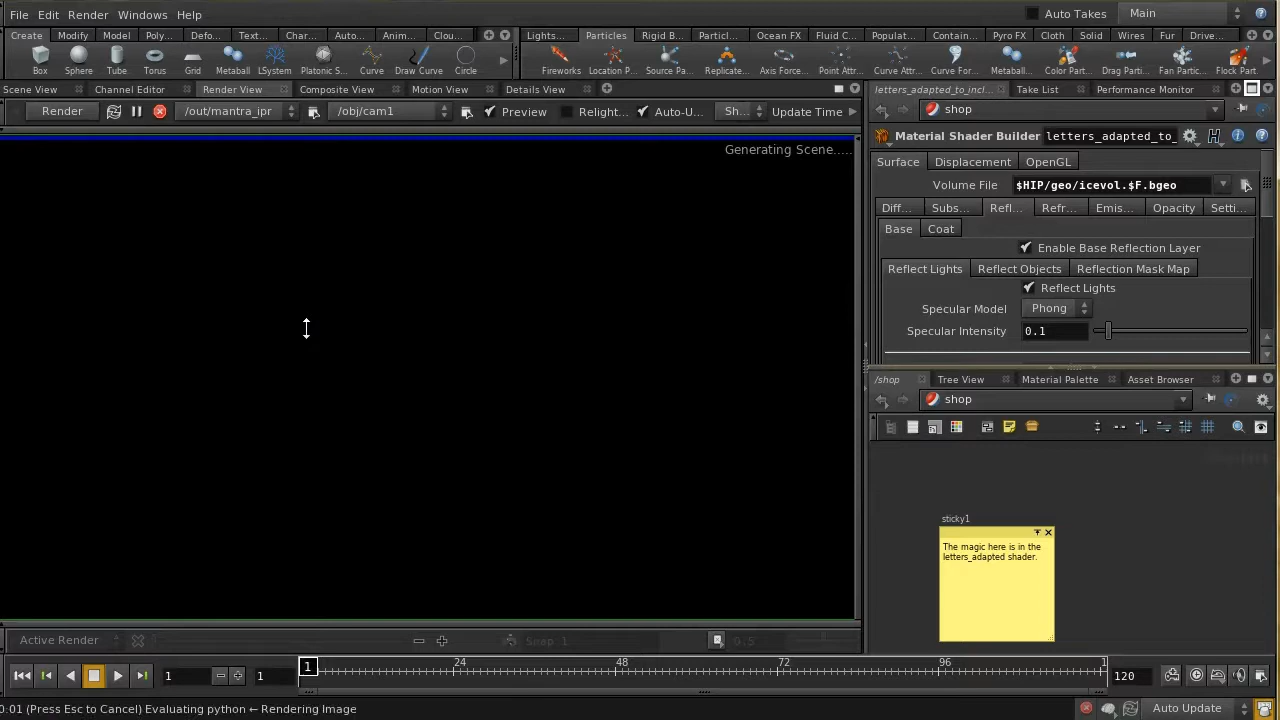 File Edit Render Windows Help
Auto Takes Main
Create Modify Model Poly... Defo... Text... Char... Auto... Anim... Clou...
Lights... Particles Rigid B... Particl... Ocean FX Fluid C... Populat... Contain... Pyro FX Cloth Solid Wires Fur Drive...
Box Sphere Tube Torus Grid Metaball LSystem Platonic S... Curve Draw Curve Circle
Fireworks Location P... Source Pa... Replicate... Axis Force... Point Attr... Curve Attr... Curve For... Metaball... Color Part... Drag Parti... Fan Partic... Flock Part
Scene View Channel Editor Render View Composite View Motion View Details View
letters_adapted_to_incl... Take List Performance Monitor
Render /out/mantra_ipr /obj/cam1 Preview Relight... Auto-U... Sh... Update Time
shop
Generating Scene.....
Material Shader Builder letters_adapted_to_
Surface Displacement OpenGL
Volume File $HIP/geo/icevol.$F.bgeo
Diff... Subs... Refl... Refr... Emis... Opacity Setti...
Base Coat
Enable Base Reflection Layer
Reflect Lights Reflect Objects Reflection Mask Map
Reflect Lights
Specular Model Phong
Specular Intensity 0.1
/shop Tree View Material Palette Asset Browser
shop
sticky1
The magic here is in the
letters_adapted shader.
Active Render Snap 1 0.5
1 1 1 24 48 72 96 1 120
0:01 (Press Esc to Cancel) Evaluating python ← Rendering Image
Auto Update